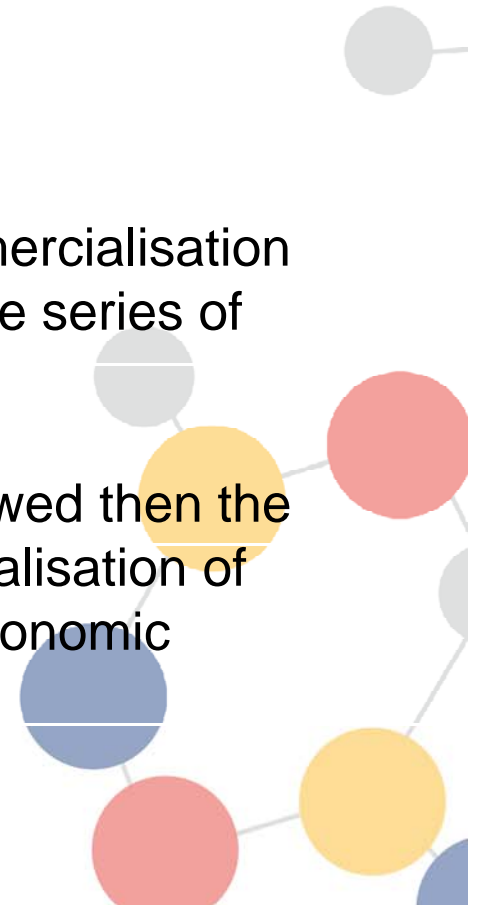 nercialisation
e series of
wed then the
alisation of
onomic